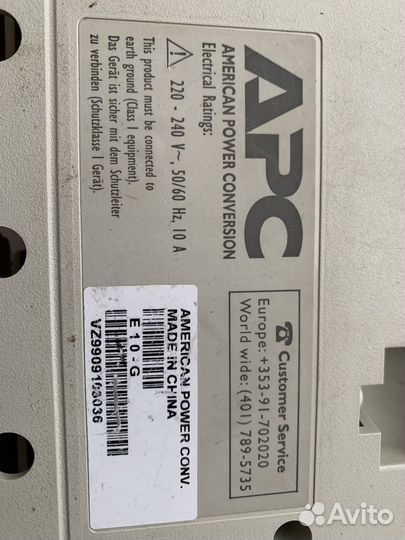 APC
AMERICAN POWER CONVERSION
Electrical Ratings:
220 - 240 V~, 50/60 Hz, 10 A
This product must be connected to
earth ground (Class I equipment).
Das Gerät ist sicher mit dem Schutzleiter
zu verbinden (Schutzklasse I Gerät).
Customer Service
Europe: +353-91-702020
World wide: (401) 789-5735
AMERICAN POWER CONV.
MADE IN CHINA
E 10 - G
VZ9909103036
Avito